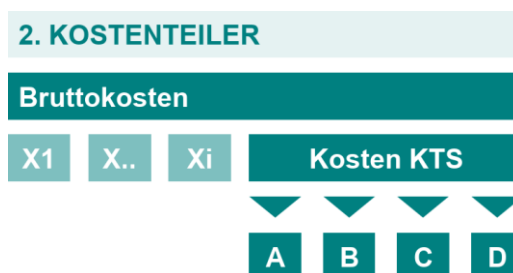 2. KOSTENTEILER
Bruttokosten
X1 X.. Xi Kosten KTS
A B C D